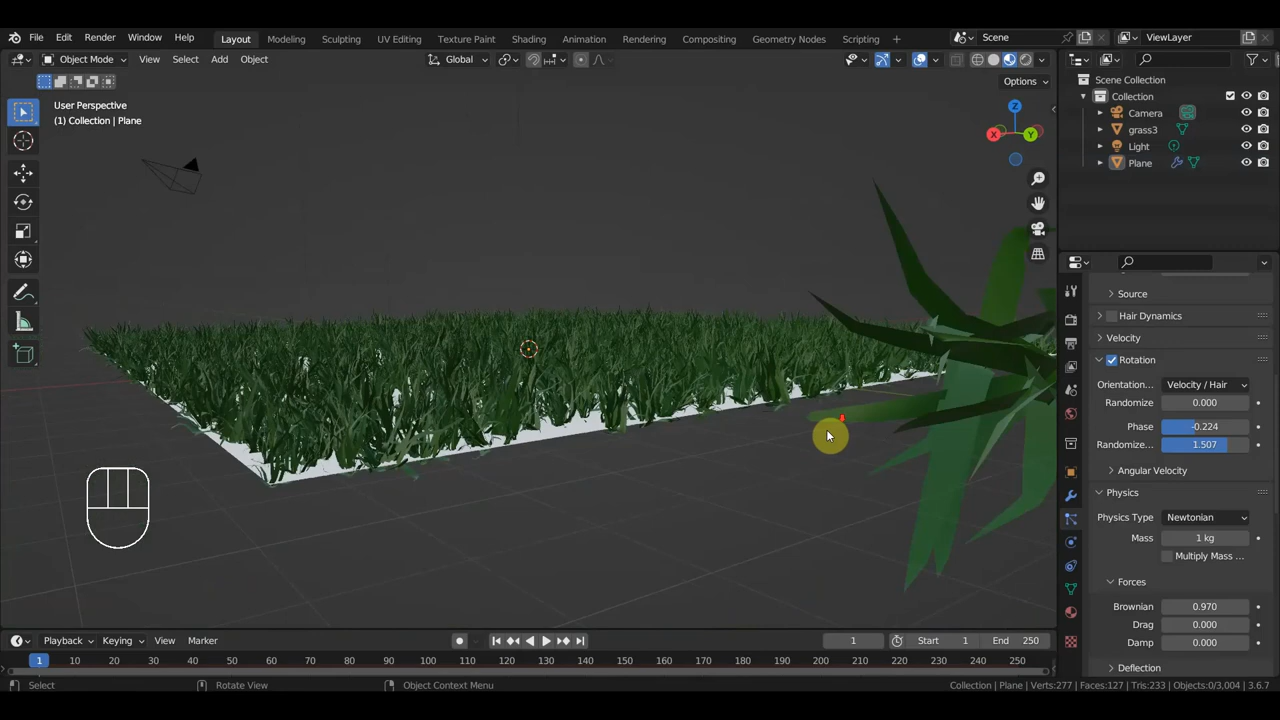 File Edit Render Window Help
Layout Modeling Sculpting UV Editing Texture Paint Shading Animation Rendering Compositing Geometry Nodes Scripting +
Scene
ViewLayer
Object Mode View Select Add Object
Global
Options
User Perspective
(1) Collection | Plane
Z
X
Y
Scene Collection
Collection
Camera
grass3
Light
Plane
Source
Hair Dynamics
Velocity
Rotation
Orientation... Velocity / Hair
Randomize 0.000
Phase -0.224
Randomize... 1.507
Angular Velocity
Physics
Physics Type Newtonian
Mass 1 kg
Multiply Mass ...
Forces
Brownian 0.970
Drag 0.000
Damp 0.000
Deflection
Playback Keying View Marker
1 Start 1 End 250
1 10 20 30 40 50 60 70 80 90 100 110 120 130 140 150 160 170 180 190 200 210 220 230 240 250
Select Rotate View Object Context Menu
Collection | Plane Verts:277 Faces:127 Tris:233 Objects:0/3,004 3.6.7